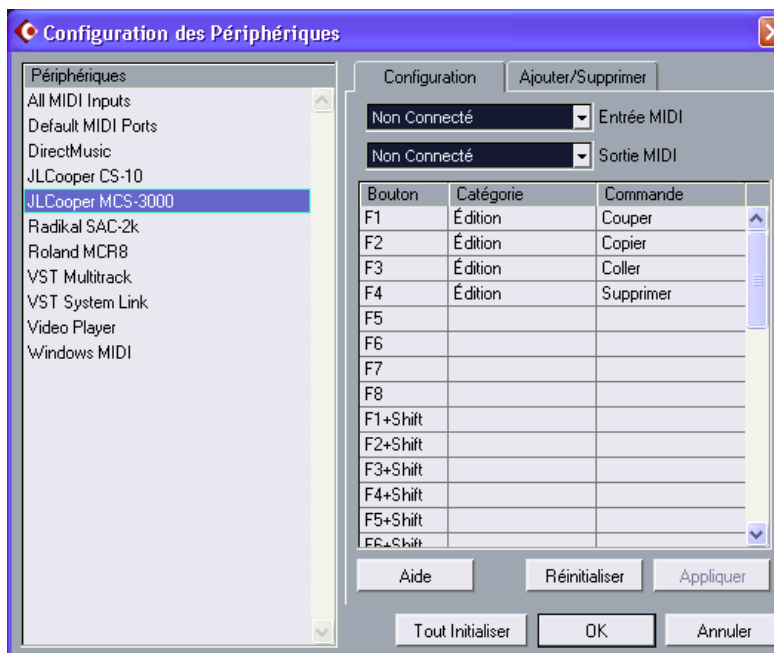 Configuration des Périphériques
Périphériques
All MIDI Inputs
Default MIDI Ports
DirectMusic
JLCooper CS-10
JLCooper MCS-3000
Radikal SAC-2k
Roland MCR8
VST Multitrack
VST System Link
Video Player
Windows MIDI
Configuration Ajouter/Supprimer
Non Connecté Entrée MIDI
Non Connecté Sortie MIDI
Bouton Catégorie Commande
F1 Édition Couper
F2 Édition Copier
F3 Édition Coller
F4 Édition Supprimer
F5
F6
F7
F8
F1+Shift
F2+Shift
F3+Shift
F4+Shift
F5+Shift
F6+Shift
Aide Réinitialiser Appliquer
Tout Initialiser OK Annuler